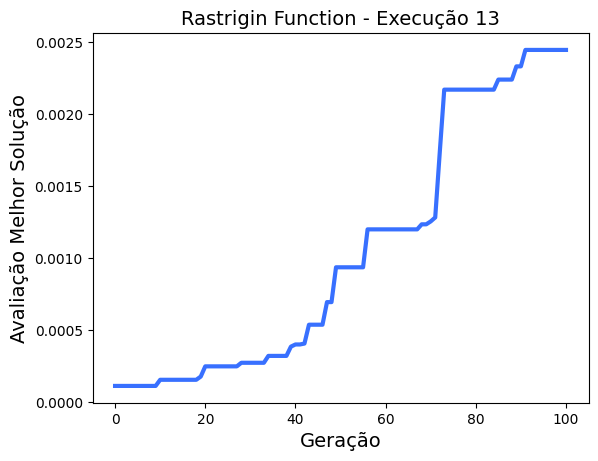 Rastrigin Function - Execução 13
Avaliação Melhor Solução
0.0025
0.0020
0.0015
0.0010
0.0005
0.0000
0 20 40 60 80 100
Geração